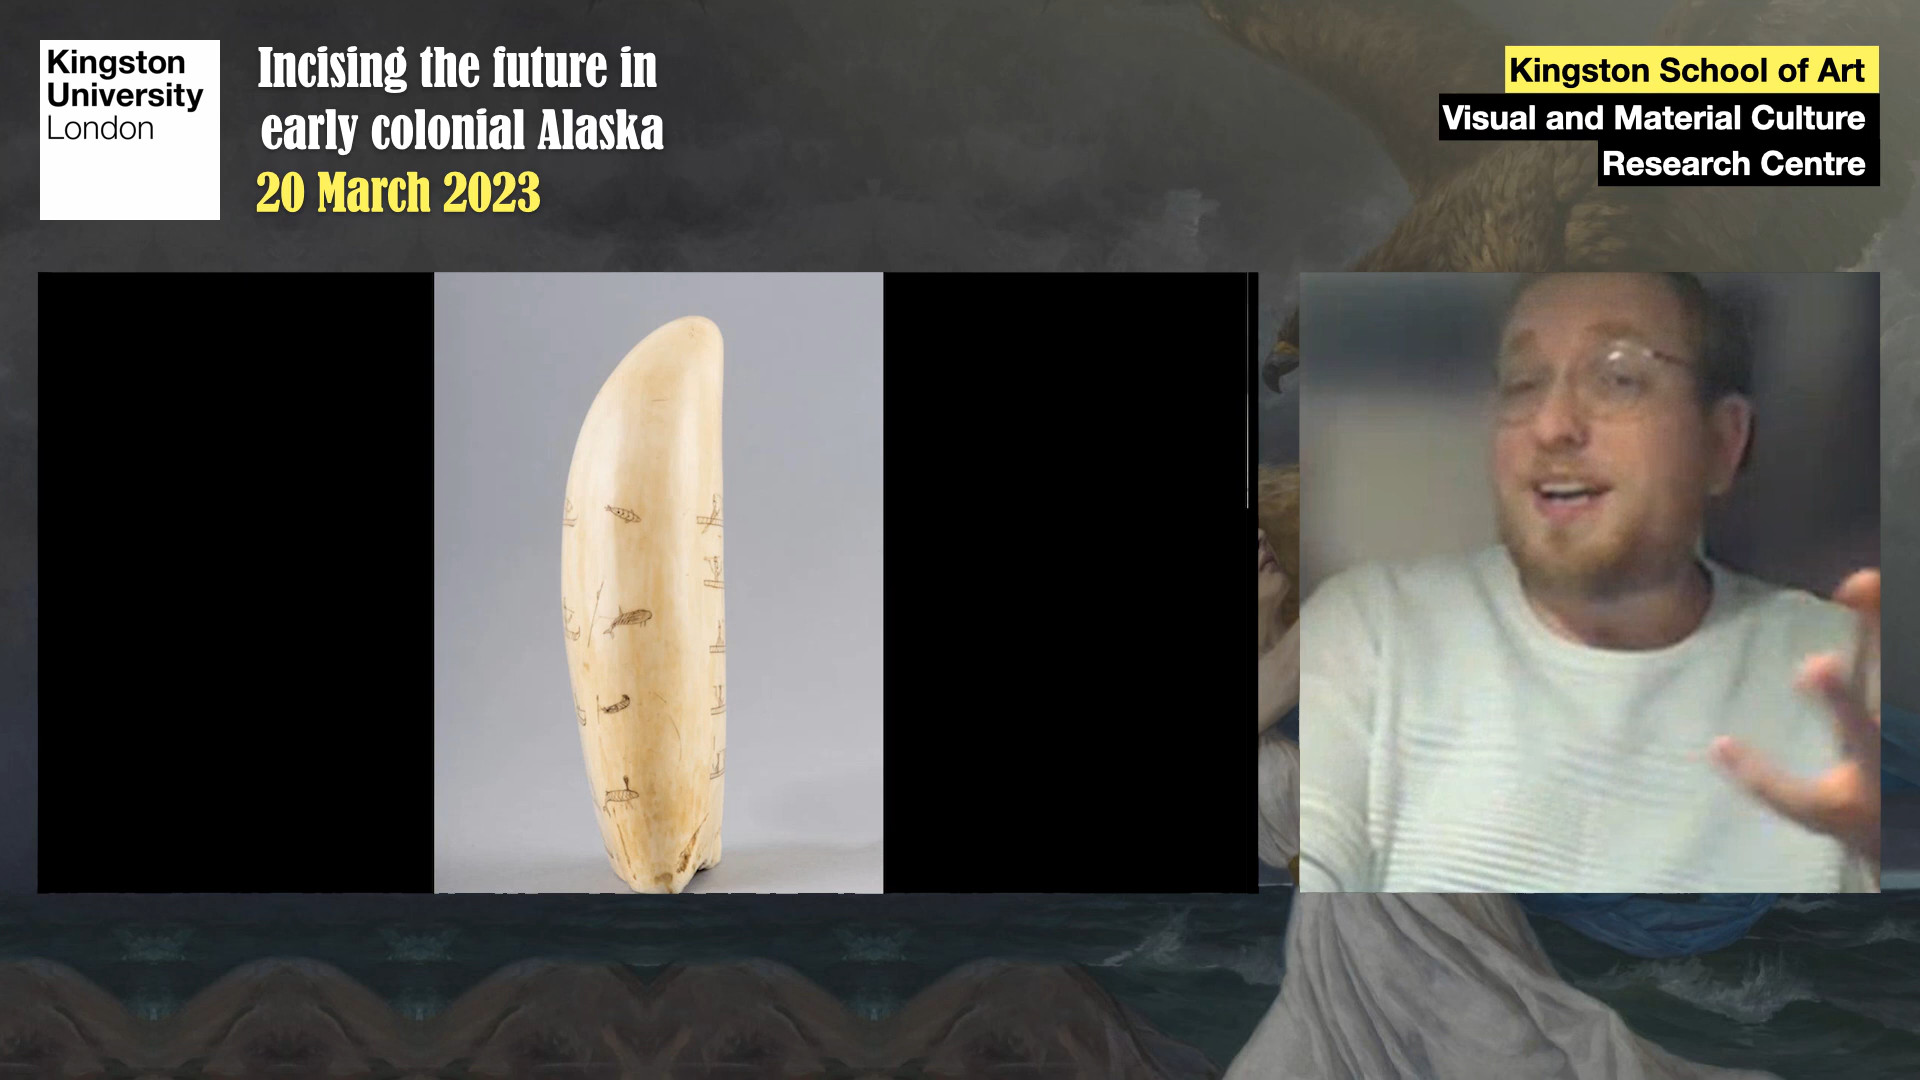 Kingston
University
London
Incising the future in
early colonial Alaska
20 March 2023
Kingston School of Art
Visual and Material Culture
Research Centre